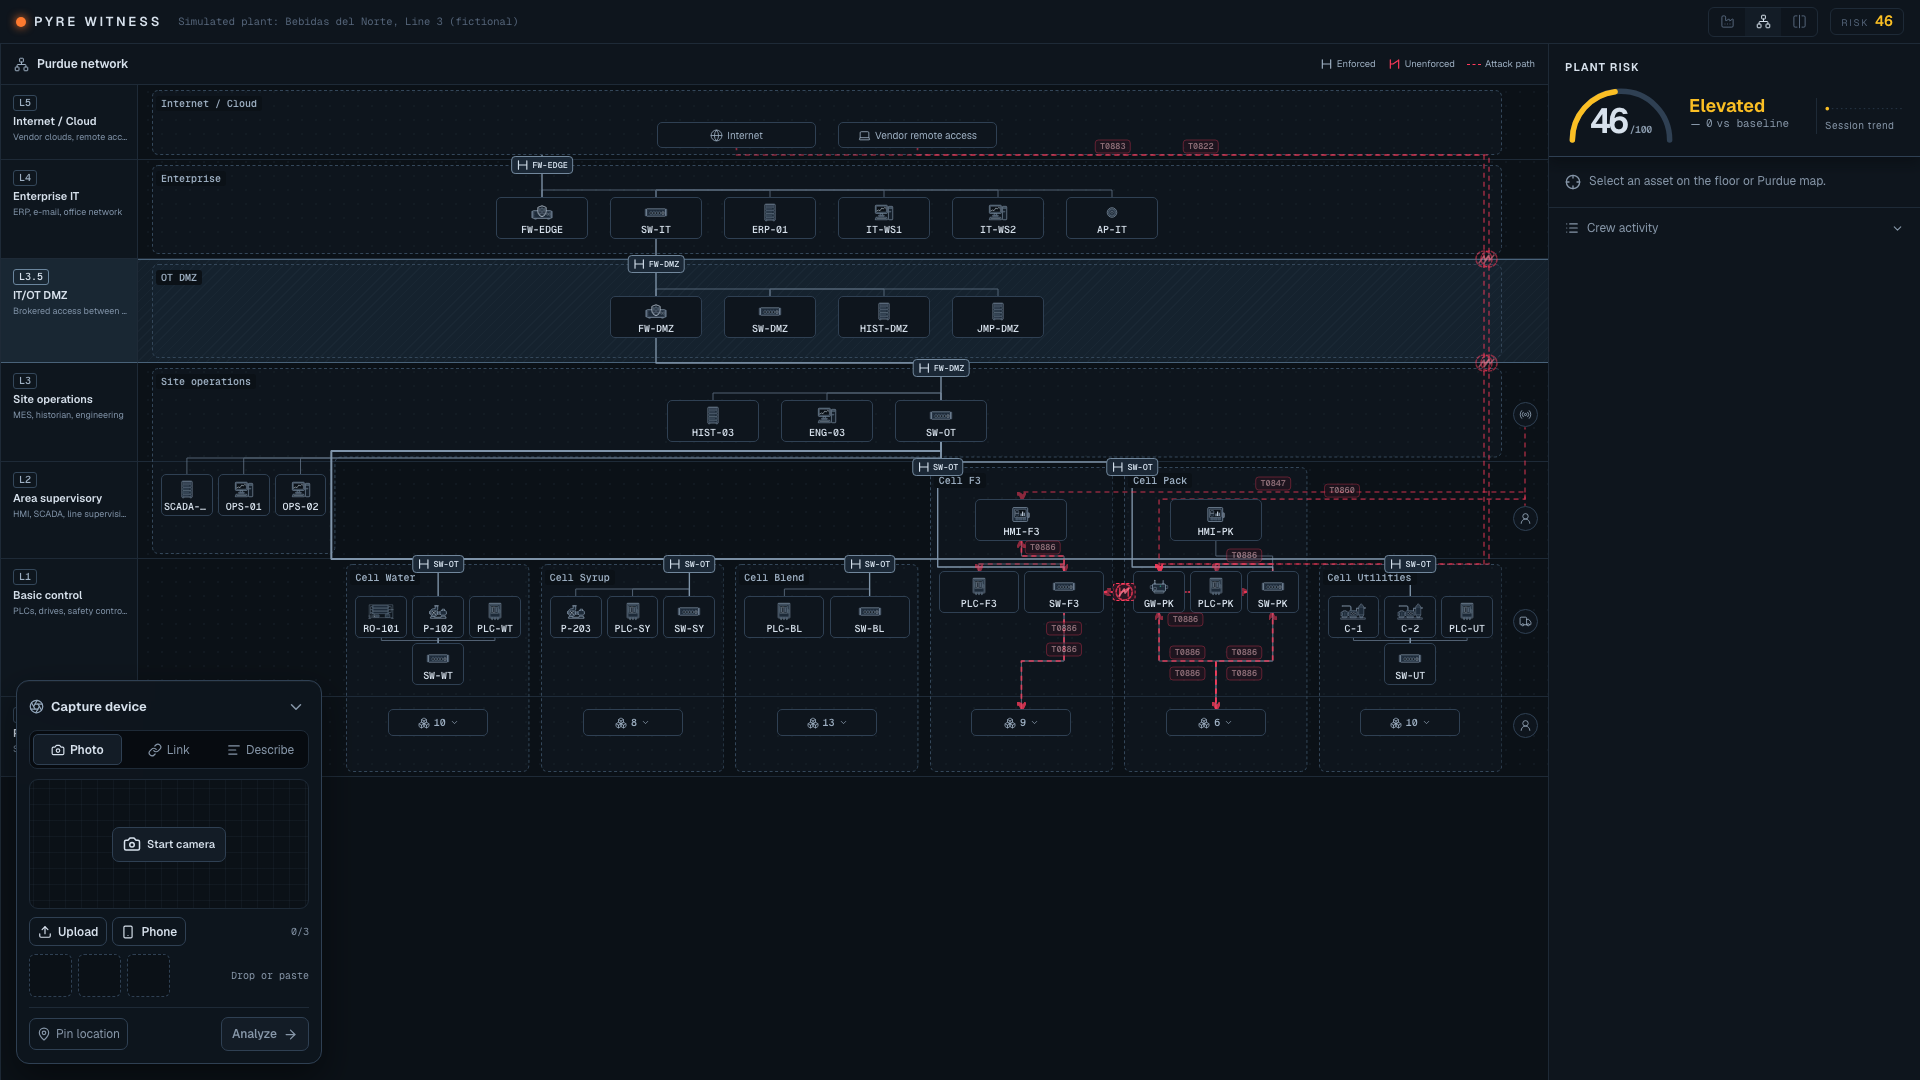 PYRE WITNESS
Simulated plant: Bebidas del Norte, Line 3 (fictional)
RISK 46
Purdue network
Enforced
Unenforced
Attack path
L5
Internet / Cloud
Vendor clouds, remote acc...
Internet / Cloud
Internet
Vendor remote access
T0883
T0822
L4
Enterprise IT
ERP, e-mail, office network
Enterprise
FW-EDGE
FW-EDGE
SW-IT
ERP-01
IT-WS1
IT-WS2
AP-IT
L3.5
IT/OT DMZ
Brokered access between ...
OT DMZ
FW-DMZ
FW-DMZ
SW-DMZ
HIST-DMZ
JMP-DMZ
L3
Site operations
MES, historian, engineering
Site operations
FW-DMZ
HIST-03
ENG-03
SW-OT
L2
Area supervisory
HMI, SCADA, line supervisi...
SCADA-...
OPS-01
OPS-02
SW-OT
SW-OT
Cell F3
Cell Pack
T0847
T0860
HMI-F3
HMI-PK
T0886
T0886
L1
Basic control
PLCs, drives, safety contro...
SW-OT
SW-OT
SW-OT
SW-OT
Cell Water
Cell Syrup
Cell Blend
Cell Utilities
RO-101
P-102
PLC-WT
SW-WT
P-203
PLC-SY
SW-SY
PLC-BL
SW-BL
PLC-F3
SW-F3
GW-PK
PLC-PK
SW-PK
C-1
C-2
PLC-UT
SW-UT
T0886
T0886
T0886
T0886
T0886
T0886
T0886
10
8
13
9
6
10
PLANT RISK
46 /100
Elevated
— 0 vs baseline
Session trend
Select an asset on the floor or Purdue map.
Crew activity
Capture device
Photo
Link
Describe
Start camera
Upload
Phone
0/3
Drop or paste
Pin location
Analyze